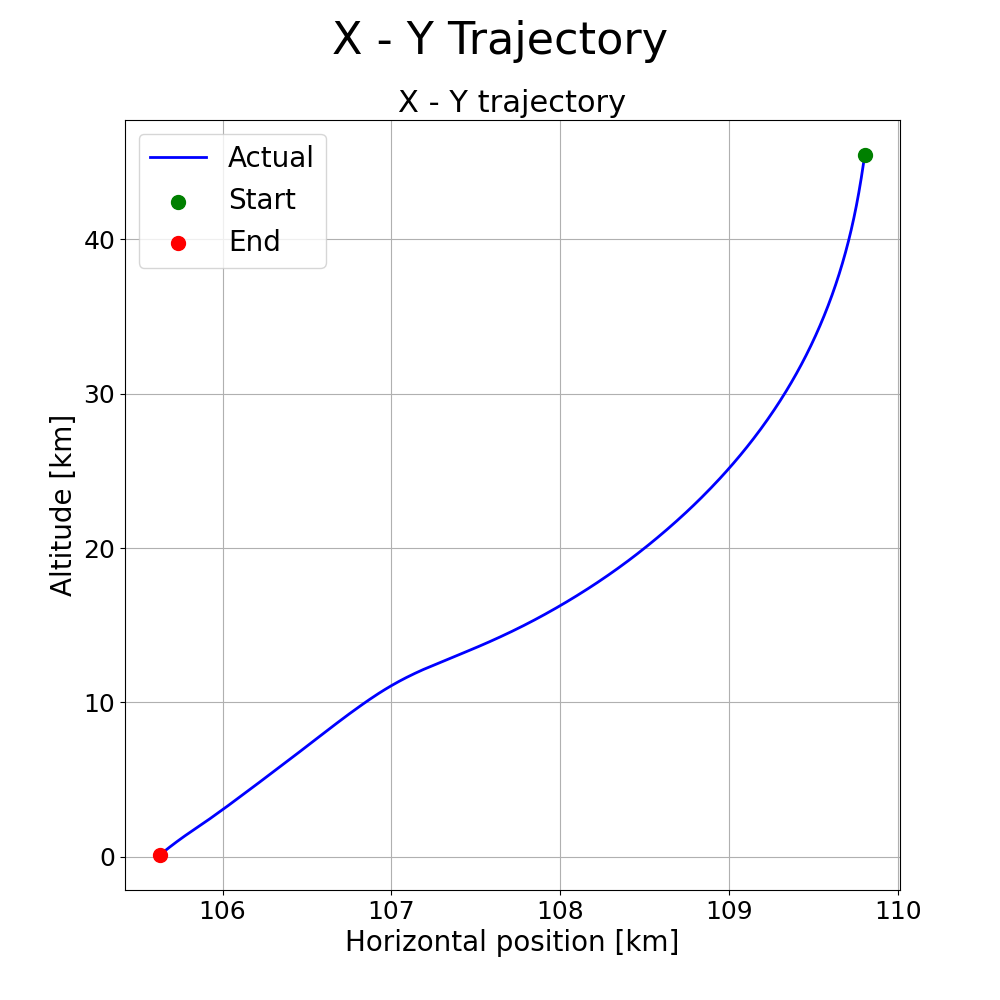 X - Y Trajectory
X - Y trajectory
Actual
Start
End
40
30
20
10
0
Altitude [km]
106 107 108 109 110
Horizontal position [km]